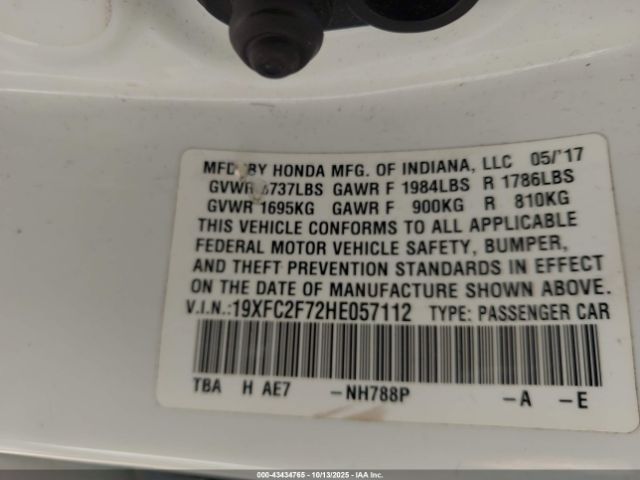 MFD BY HONDA MFG. OF INDIANA, LLC 05/'17
GVWR 3737LBS GAWR F 1984LBS R 1786LBS
GVWR 1695KG GAWR F 900KG R 810KG
THIS VEHICLE CONFORMS TO ALL APPLICABLE
FEDERAL MOTOR VEHICLE SAFETY, BUMPER,
AND THEFT PREVENTION STANDARDS IN EFFECT
ON THE DATE OF MANUFACTURE SHOWN ABOVE.
V.I.N.:19XFC2F72HE057112 TYPE: PASSENGER CAR
TBA H AE7 -NH788P -A -E
000-43434765 - 10/13/2025 - IAA, Inc.